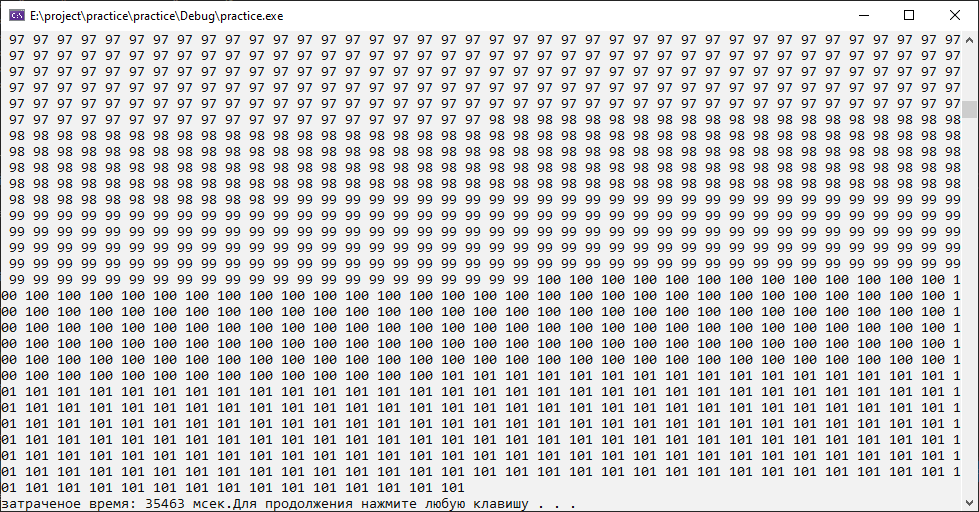 E:\project\practice\practice\Debug\practice.exe
97 97 97 97 97 97 97 97 97 97 97 97 97 97 97 97 97 97 97 97 97 97 97 97 97 97 97 97 97 97 97 97 97 97 97 97 97 97 97 97
97 97 97 97 97 97 97 97 97 97 97 97 97 97 97 97 97 97 97 97 97 97 97 97 97 97 97 97 97 97 97 97 97 97 97 97 97 97 97 97
97 97 97 97 97 97 97 97 97 97 97 97 97 97 97 97 97 97 97 97 97 97 97 97 97 97 97 97 97 97 97 97 97 97 97 97 97 97 97 97
97 97 97 97 97 97 97 97 97 97 97 97 97 97 97 97 97 97 97 97 97 97 97 97 97 97 97 97 97 97 97 97 97 97 97 97 97 97 97 97
97 97 97 97 97 97 97 97 97 97 97 97 97 97 97 97 97 97 97 97 97 97 97 97 97 97 97 97 97 97 97 97 97 97 97 97 97 97 97 97
97 97 97 97 97 97 97 97 97 97 97 97 97 97 97 97 97 97 97 97 98 98 98 98 98 98 98 98 98 98 98 98 98 98 98 98 98 98 98 98
98 98 98 98 98 98 98 98 98 98 98 98 98 98 98 98 98 98 98 98 98 98 98 98 98 98 98 98 98 98 98 98 98 98 98 98 98 98 98 98
98 98 98 98 98 98 98 98 98 98 98 98 98 98 98 98 98 98 98 98 98 98 98 98 98 98 98 98 98 98 98 98 98 98 98 98 98 98 98 98
98 98 98 98 98 98 98 98 98 98 98 98 98 98 98 98 98 98 98 98 98 98 98 98 98 98 98 98 98 98 98 98 98 98 98 98 98 98 98 98
98 98 98 98 98 98 98 98 98 98 98 98 98 98 98 98 98 98 98 98 98 98 98 98 98 98 98 98 98 98 98 98 98 98 98 98 98 98 98 98
98 98 98 98 98 98 98 98 98 98 98 99 99 99 99 99 99 99 99 99 99 99 99 99 99 99 99 99 99 99 99 99 99 99 99 99 99 99 99 99
99 99 99 99 99 99 99 99 99 99 99 99 99 99 99 99 99 99 99 99 99 99 99 99 99 99 99 99 99 99 99 99 99 99 99 99 99 99 99 99
99 99 99 99 99 99 99 99 99 99 99 99 99 99 99 99 99 99 99 99 99 99 99 99 99 99 99 99 99 99 99 99 99 99 99 99 99 99 99 99
99 99 99 99 99 99 99 99 99 99 99 99 99 99 99 99 99 99 99 99 99 99 99 99 99 99 99 99 99 99 99 99 99 99 99 99 99 99 99 99
99 99 99 99 99 99 99 99 99 99 99 99 99 99 99 99 99 99 99 99 99 99 99 99 99 99 99 99 99 99 99 99 99 99 99 99 99 99 99 99
99 99 99 99 99 99 99 99 99 99 99 99 99 99 99 99 99 99 99 99 99 99 100 100 100 100 100 100 100 100 100 100 100 100 100 1
00 100 100 100 100 100 100 100 100 100 100 100 100 100 100 100 100 100 100 100 100 100 100 100 100 100 100 100 100 100 1
00 100 100 100 100 100 100 100 100 100 100 100 100 100 100 100 100 100 100 100 100 100 100 100 100 100 100 100 100 100 1
00 100 100 100 100 100 100 100 100 100 100 100 100 100 100 100 100 100 100 100 100 100 100 100 100 100 100 100 100 100 1
00 100 100 100 100 100 100 100 100 100 100 100 100 100 100 100 100 100 100 100 100 100 100 100 100 100 100 100 100 100 1
00 100 100 100 100 100 100 100 100 100 100 100 100 100 100 100 100 100 100 100 100 100 100 100 100 100 100 100 100 100 1
00 100 100 100 100 100 100 100 100 100 100 100 100 100 101 101 101 101 101 101 101 101 101 101 101 101 101 101 101 101 1
01 101 101 101 101 101 101 101 101 101 101 101 101 101 101 101 101 101 101 101 101 101 101 101 101 101 101 101 101 101 1
01 101 101 101 101 101 101 101 101 101 101 101 101 101 101 101 101 101 101 101 101 101 101 101 101 101 101 101 101 101 1
01 101 101 101 101 101 101 101 101 101 101 101 101 101 101 101 101 101 101 101 101 101 101 101 101 101 101 101 101 101 1
01 101 101 101 101 101 101 101 101 101 101 101 101 101 101 101 101 101 101 101 101 101 101 101 101 101 101 101 101 101 1
01 101 101 101 101 101 101 101 101 101 101 101 101 101 101 101 101 101 101 101 101 101 101 101 101 101 101 101 101 101 1
01 101 101 101 101 101 101 101 101 101 101 101 101 101 101 101 101 101 101 101 101 101 101 101 101 101 101 101 101 101 1
01 101 101 101 101 101 101 101 101 101 101 101 101 101 101
затраченое время: 35463 мсек.Для продолжения нажмите любую клавишу . . .